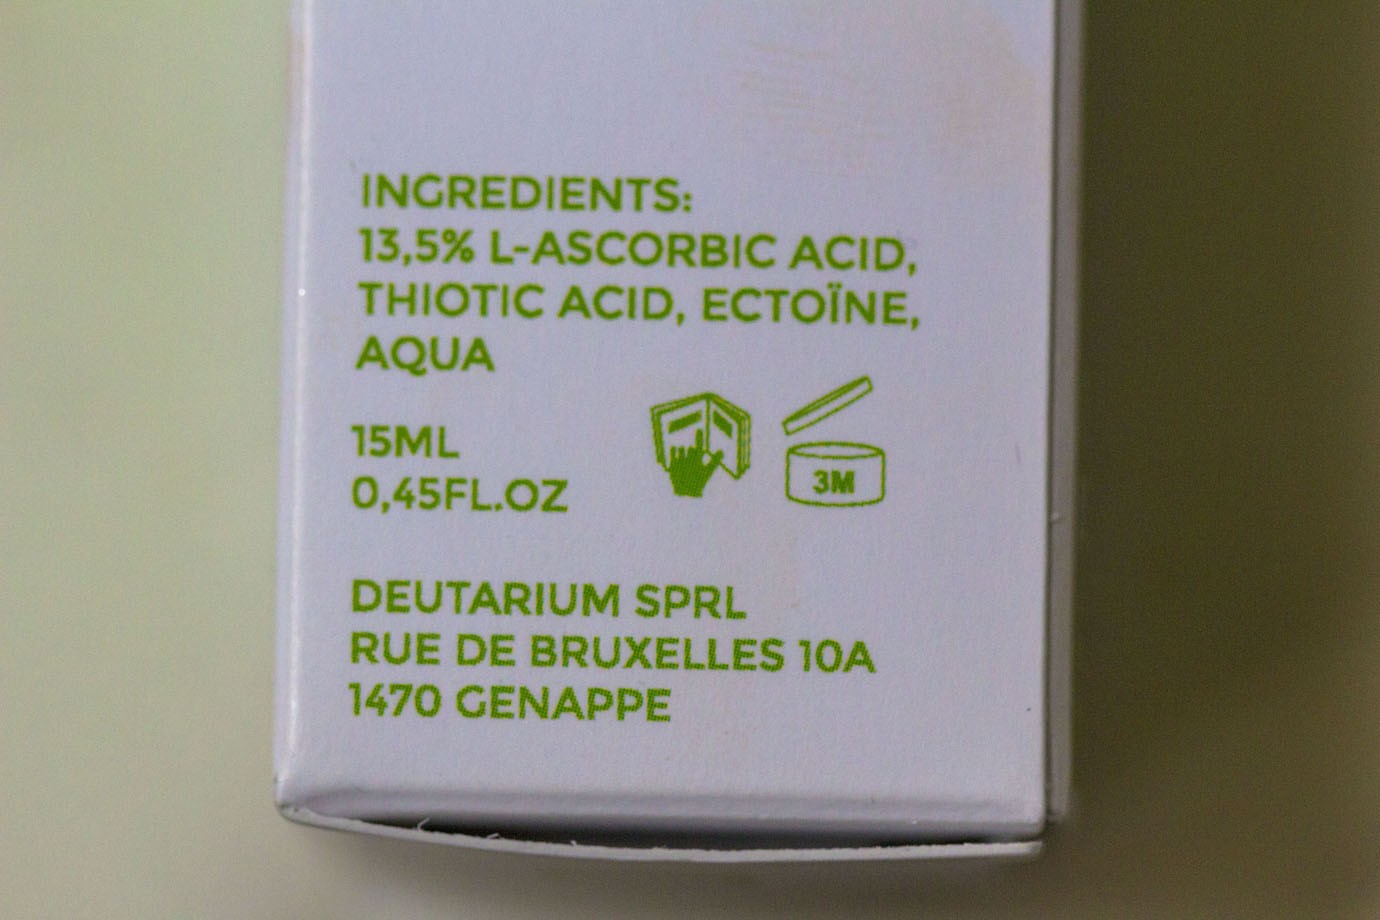 INGREDIENTS:
13,5% L-ASCORBIC ACID,
THIOTIC ACID, ECTOÏNE,
AQUA
15ML
0,45FL.OZ
3M
DEUTARIUM SPRL
RUE DE BRUXELLES 10A
1470 GENAPPE